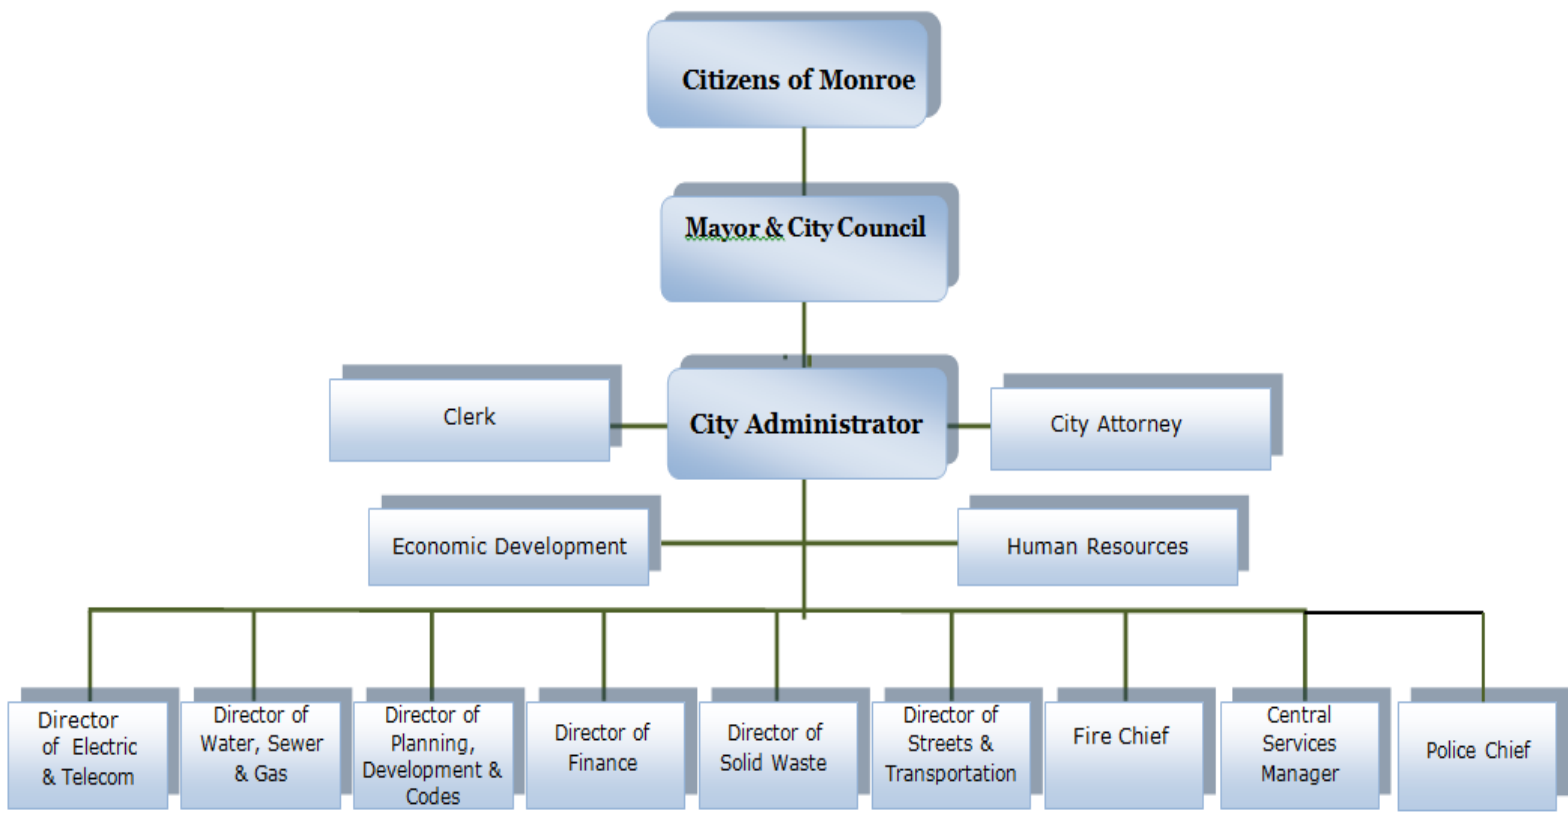 Citizens of Monroe
Mayor & City Council
City Administrator
Clerk
City Attorney
Economic Development
Human Resources
Director
of Electric
& Telecom
Director of
Water, Sewer
& Gas
Director of
Planning,
Development &
Codes
Director of
Finance
Director of
Solid Waste
Director of
Streets &
Transportation
Fire Chief
Central
Services
Manager
Police Chief